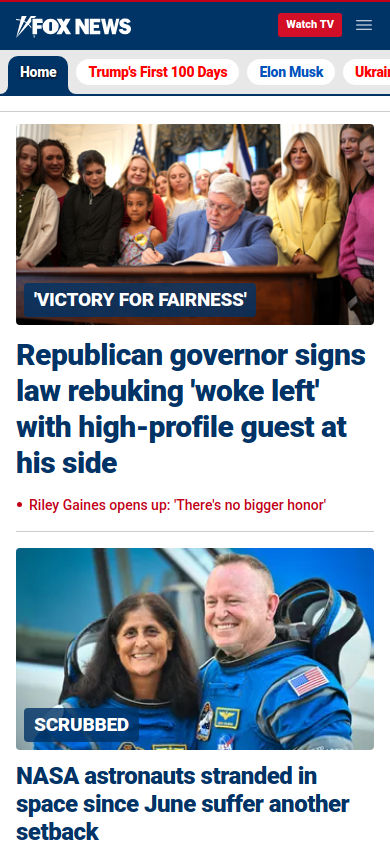 FOX NEWS
Watch TV
Home
Trump's First 100 Days
Elon Musk
Ukrai
'VICTORY FOR FAIRNESS'
Republican governor signs
law rebuking 'woke left'
with high-profile guest at
his side
• Riley Gaines opens up: 'There's no bigger honor'
SCRUBBED
NASA astronauts stranded in
space since June suffer another
setback